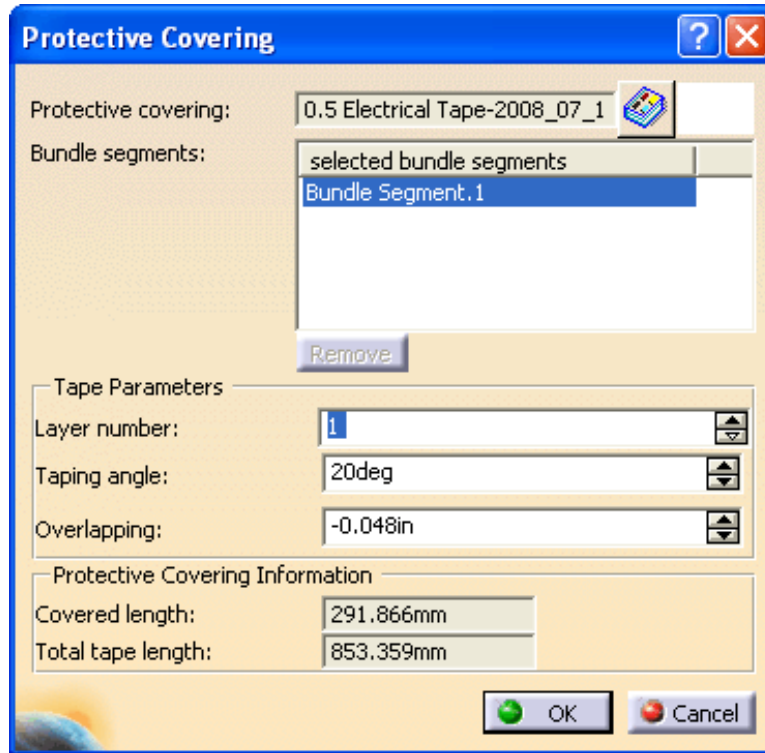 Protective Covering
Protective covering: 0.5 Electrical Tape-2008_07_1
Bundle segments:
selected bundle segments
Bundle Segment.1
Remove
Tape Parameters
Layer number: 1
Taping angle: 20deg
Overlapping: -0.048in
Protective Covering Information
Covered length: 291.866mm
Total tape length: 853.359mm
OK Cancel